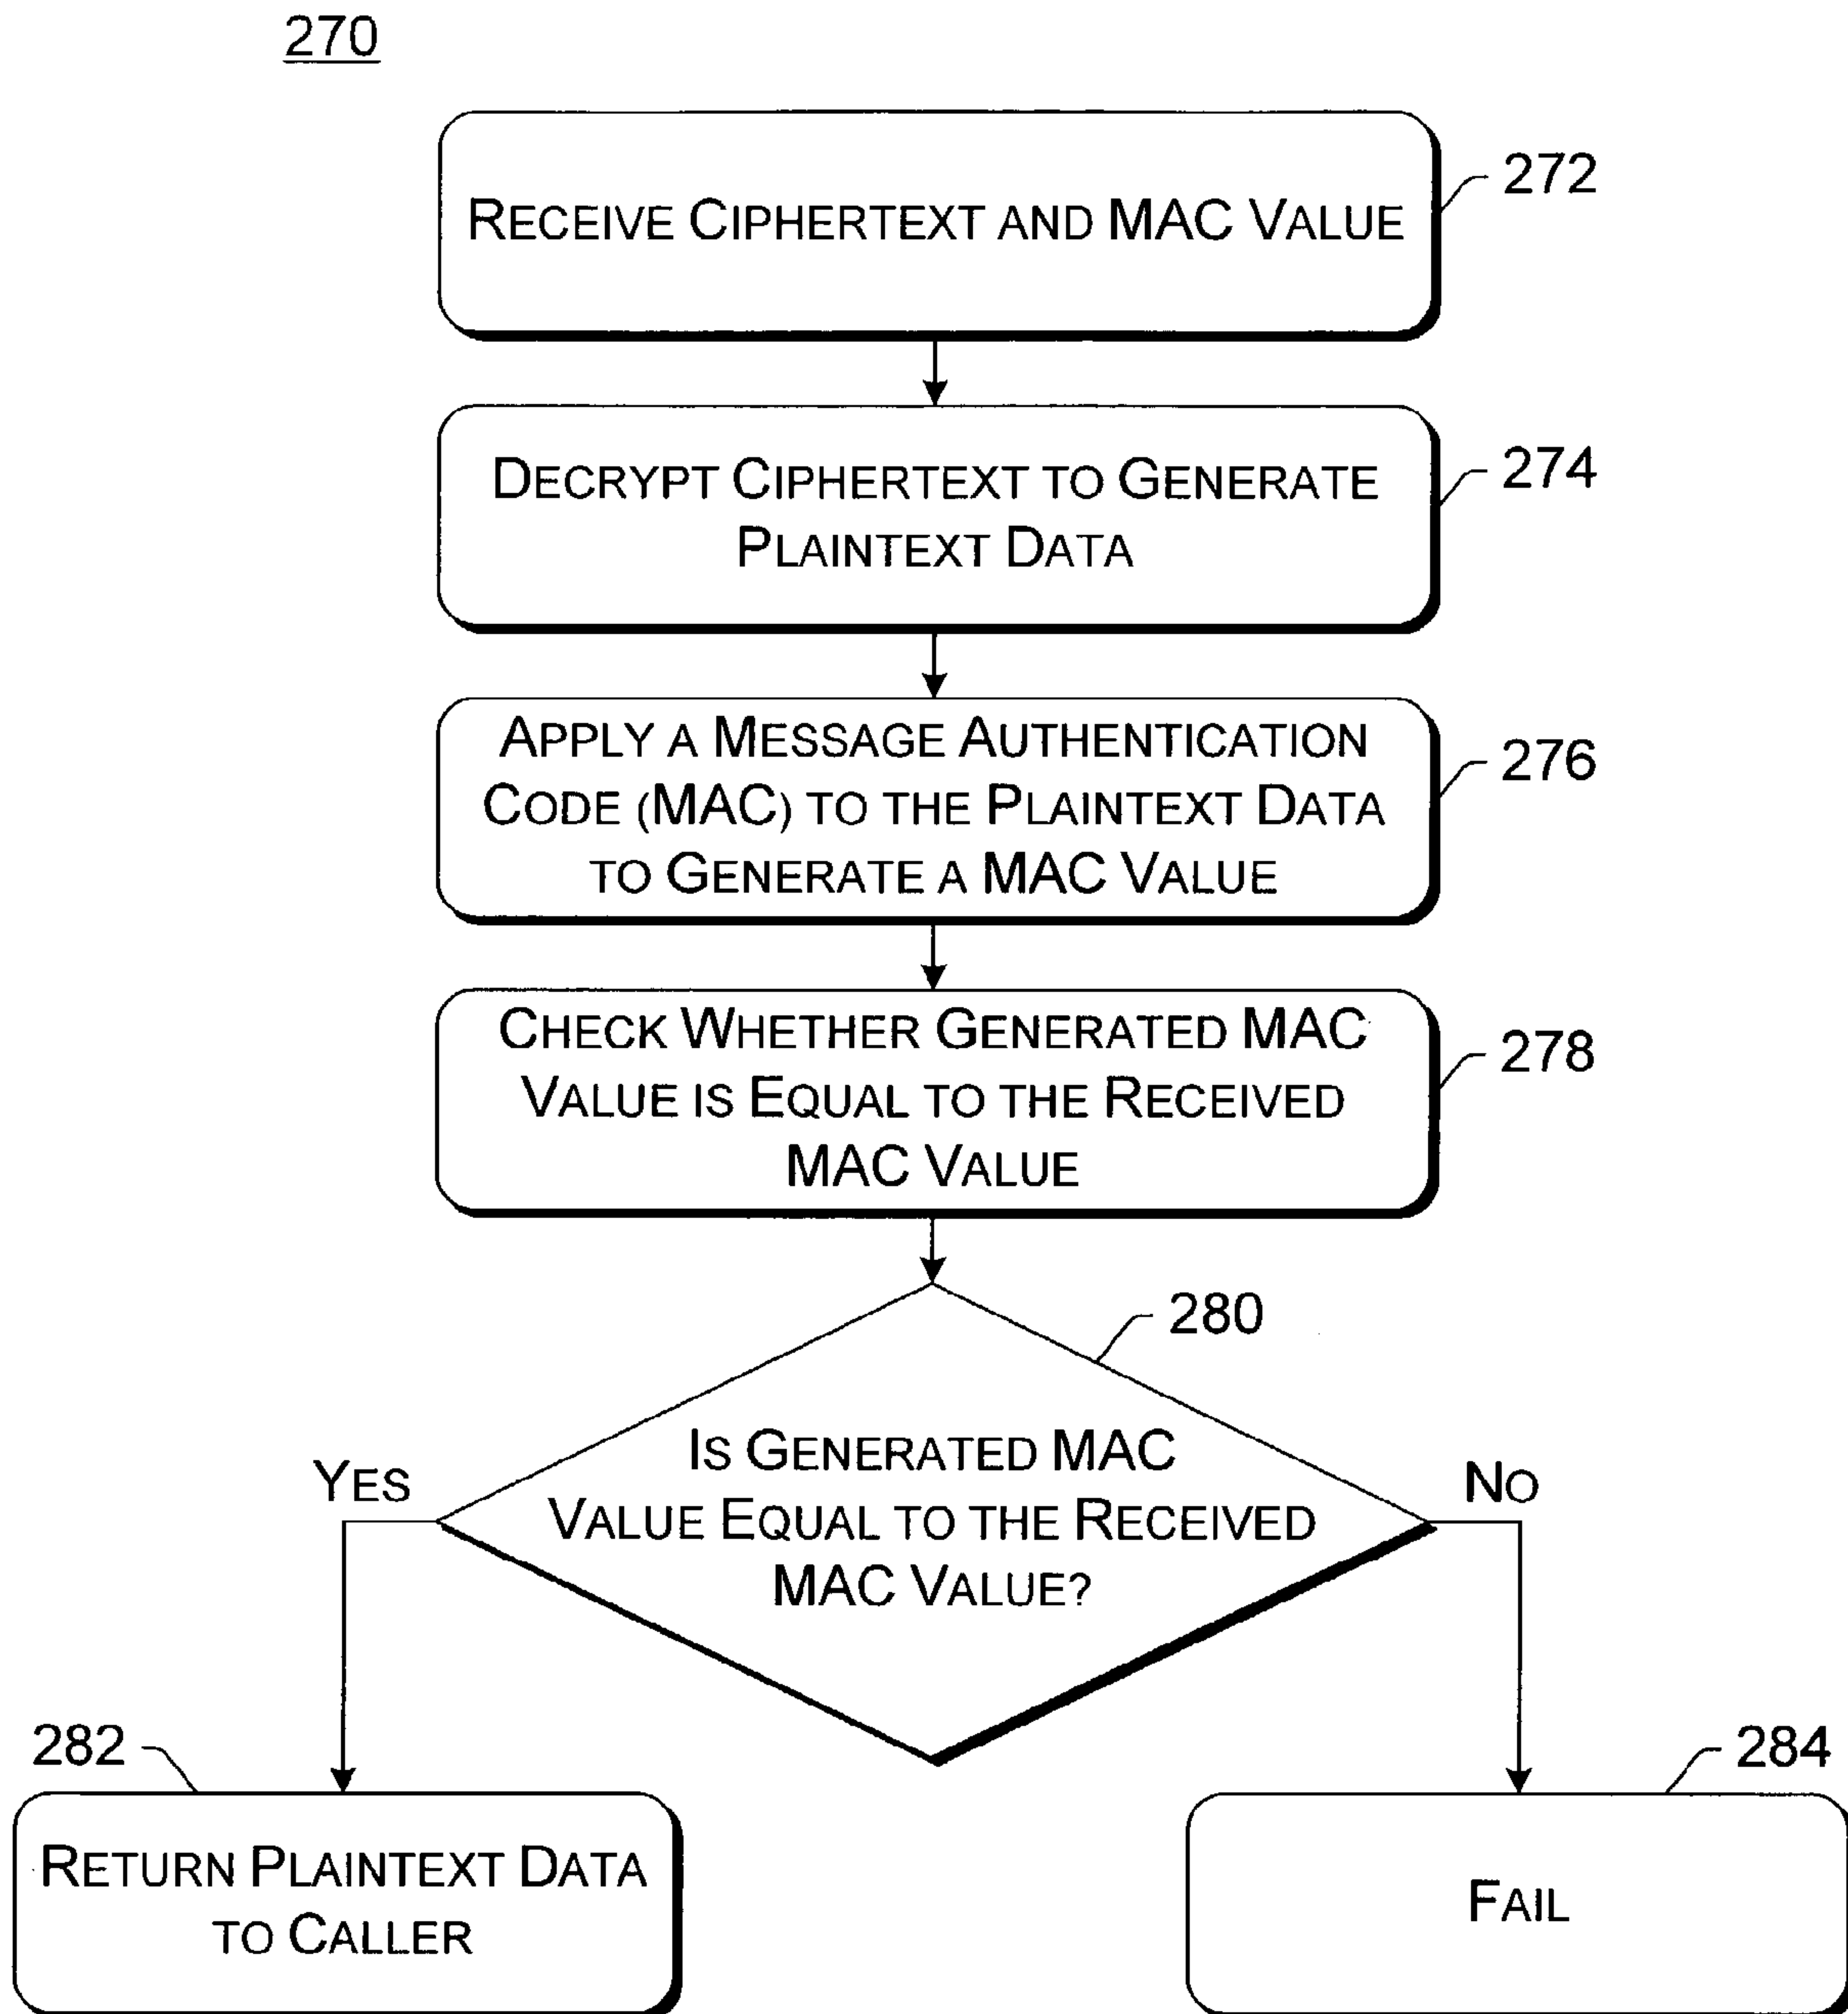 270
RECEIVE CIPHERTEXT AND MAC VALUE
272
DECRYPT CIPHERTEXT TO GENERATE
PLAINTEXT DATA
274
APPLY A MESSAGE AUTHENTICATION
CODE (MAC) TO THE PLAINTEXT DATA
TO GENERATE A MAC VALUE
276
CHECK WHETHER GENERATED MAC
VALUE IS EQUAL TO THE RECEIVED
MAC VALUE
278
280
IS GENERATED MAC
VALUE EQUAL TO THE RECEIVED
MAC VALUE?
YES
NO
282
RETURN PLAINTEXT DATA
TO CALLER
284
FAIL